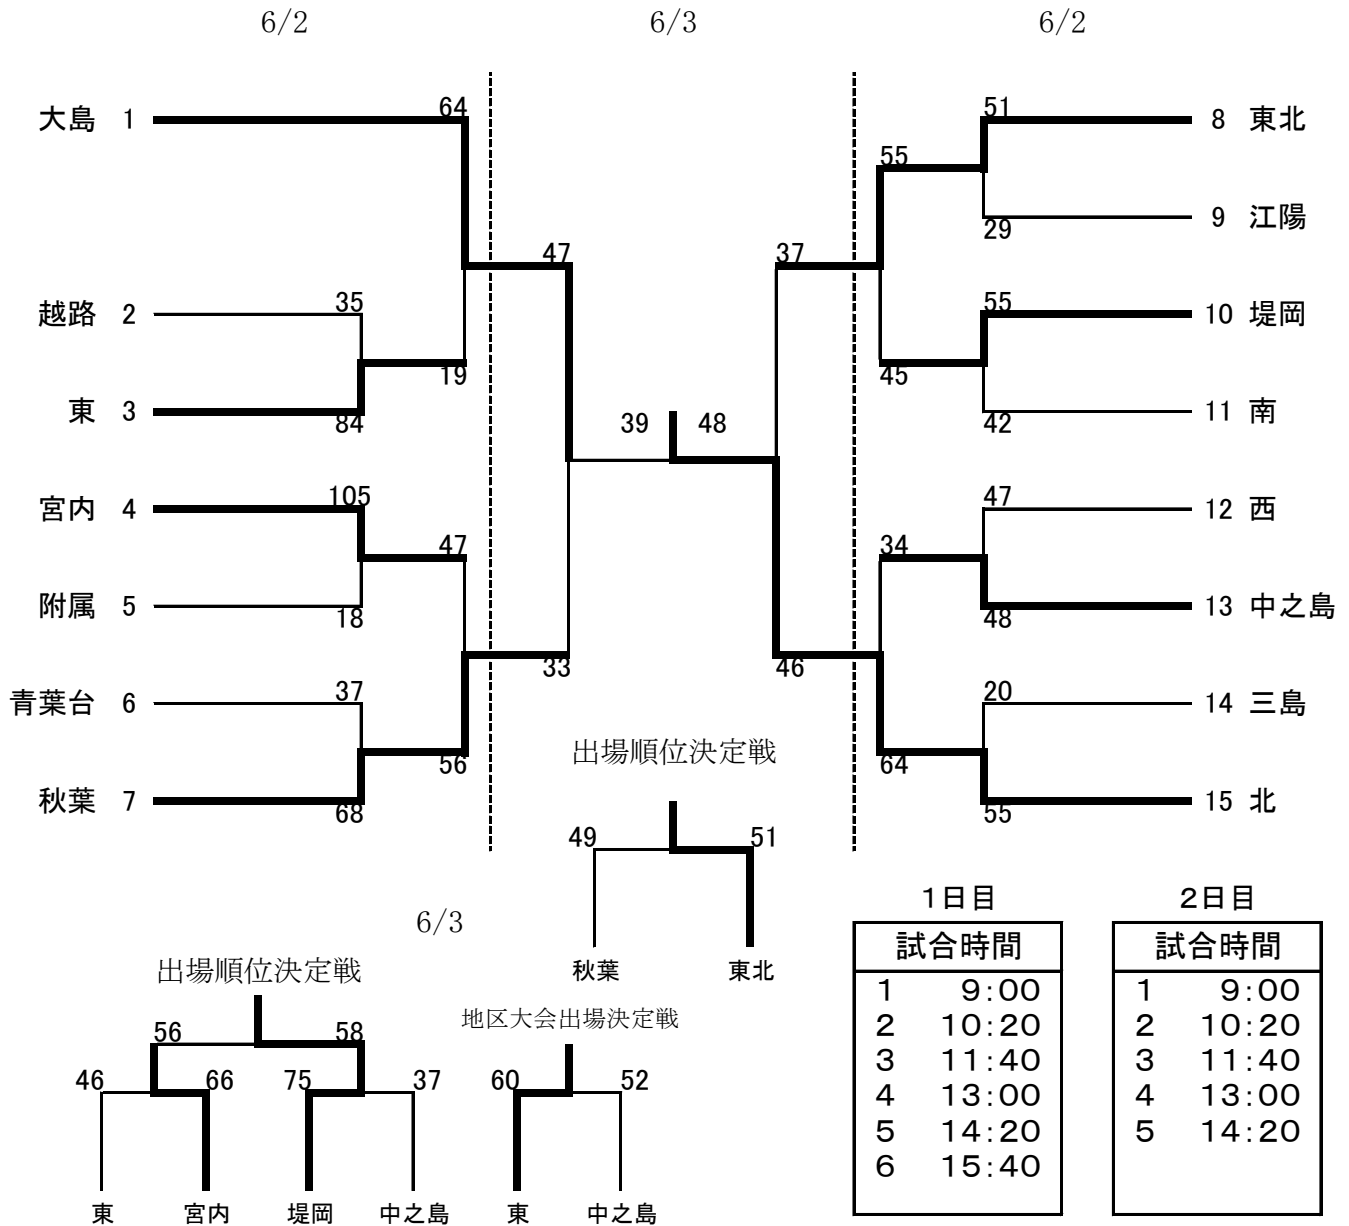 6/2 6/3 6/2
大島 1 64 51 8 東北
55
29 9 江陽
47 37
越路 2 35 55 10 堤岡
19 45
東 3 84 39 48 42 11 南
宮内 4 105 47 12 西
47 34
附属 5 18 48 13 中之島
33 46
青葉台 6 37 20 14 三島
出場順位決定戦
56 64
秋葉 7 68 55 15 北
49 51
秋葉 東北
6/3
出場順位決定戦
56 58
46 66 75 37
東 宮内 堤岡 中之島
地区大会出場決定戦
60 52
東 中之島
1日目
試合時間
1 9:00
2 10:20
3 11:40
4 13:00
5 14:20
6 15:40
2日目
試合時間
1 9:00
2 10:20
3 11:40
4 13:00
5 14:20